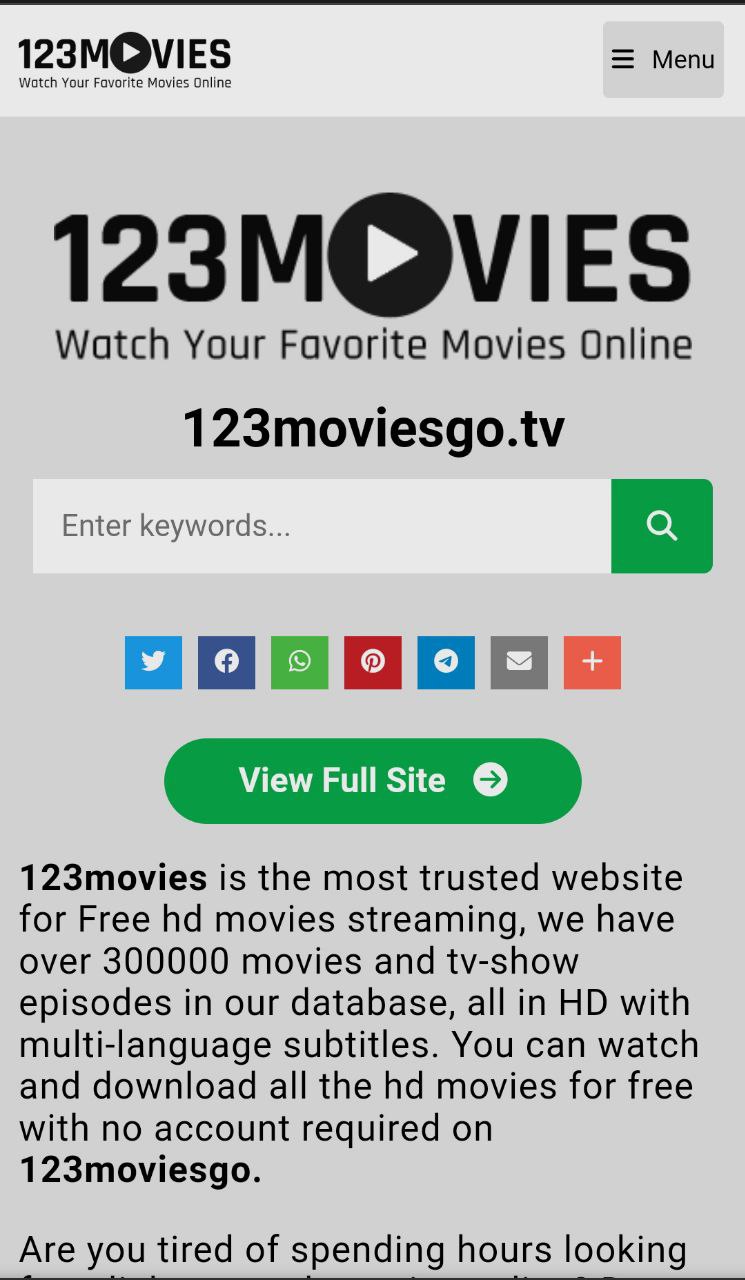 123MOVIES
Watch Your Favorite Movies Online
Menu
123MOVIES
Watch Your Favorite Movies Online
123moviesgo.tv
Enter keywords...
View Full Site
123movies is the most trusted website
for Free hd movies streaming, we have
over 300000 movies and tv-show
episodes in our database, all in HD with
multi-language subtitles. You can watch
and download all the hd movies for free
with no account required on
123moviesgo.
Are you tired of spending hours looking